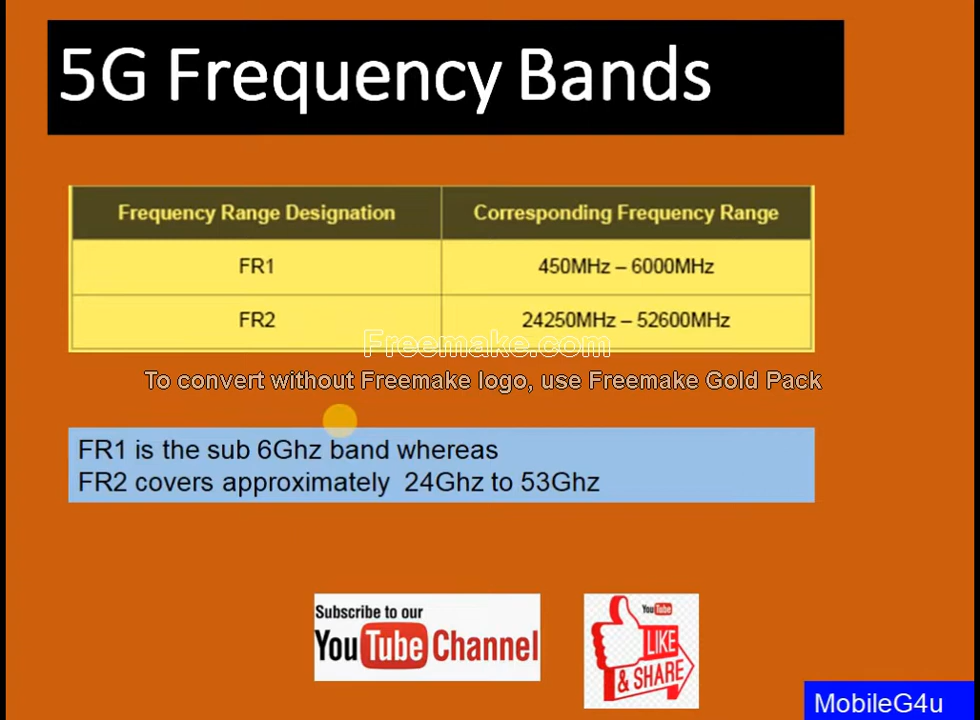 5G Frequency Bands
Frequency Range Designation Corresponding Frequency Range
FR1 450MHz – 6000MHz
FR2 24250MHz – 52600MHz
Freemake.com
To convert without Freemake logo, use Freemake Gold Pack
FR1 is the sub 6Ghz band whereas
FR2 covers approximately 24Ghz to 53Ghz
Subscribe to our
YouTube Channel
YouTube
LIKE
& SHARE
MobileG4u